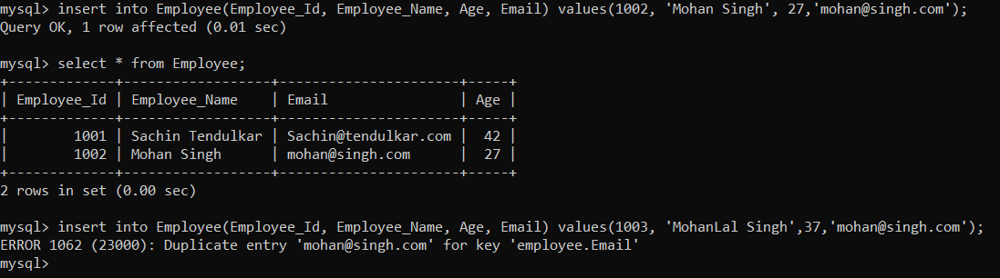 mysql> insert into Employee(Employee_Id, Employee_Name, Age, Email) values(1002, 'Mohan Singh', 27,'mohan@singh.com');
Query OK, 1 row affected (0.01 sec)
mysql> select * from Employee;
+-------------+------------------+----------------------+-----+
| Employee_Id | Employee_Name    | Email                | Age |
+-------------+------------------+----------------------+-----+
|        1001 | Sachin Tendulkar | Sachin@tendulkar.com |  42 |
|        1002 | Mohan Singh      | mohan@singh.com      |  27 |
+-------------+------------------+----------------------+-----+
2 rows in set (0.00 sec)
mysql> insert into Employee(Employee_Id, Employee_Name, Age, Email) values(1003, 'MohanLal Singh',37,'mohan@singh.com');
ERROR 1062 (23000): Duplicate entry 'mohan@singh.com' for key 'employee.Email'
mysql>